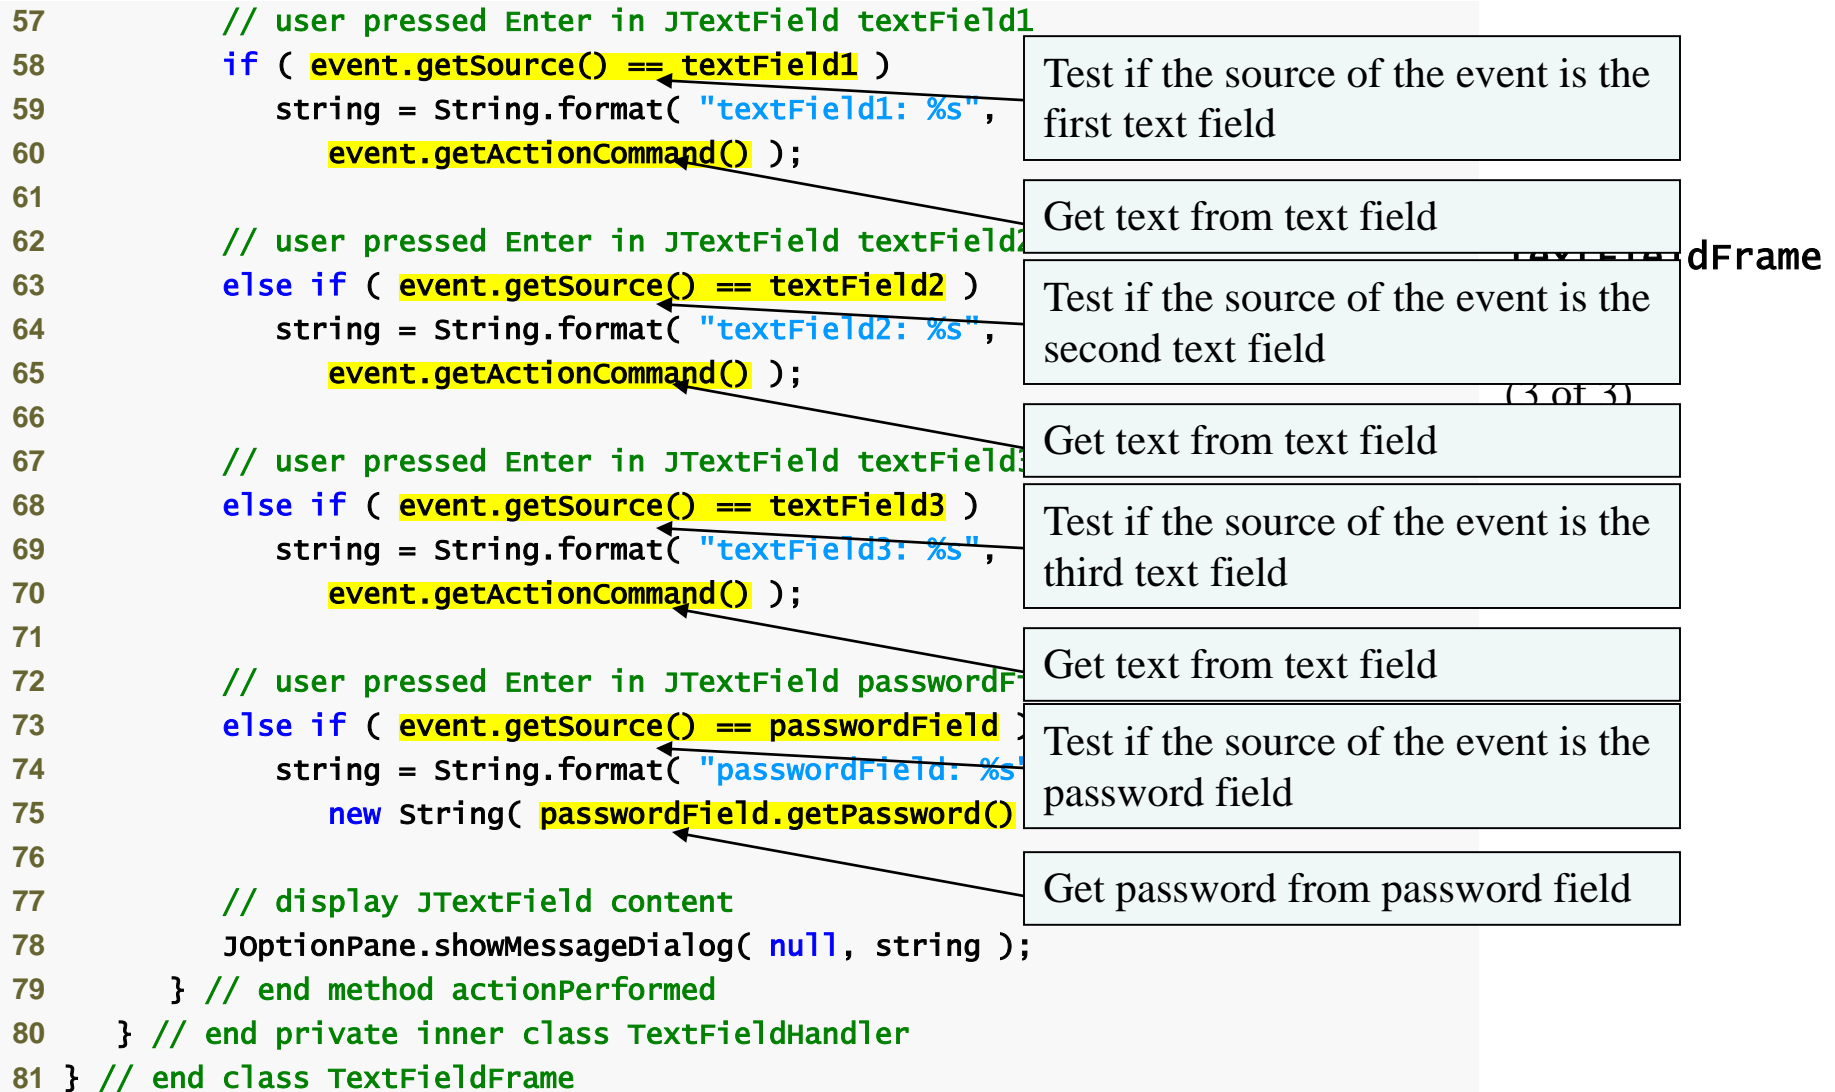 57 // user pressed Enter in JTextField textField1
58 if ( event.getSource() == textField1 )
59 string = String.format( "textField1: %s",
60 event.getActionCommand() );
61
62 // user pressed Enter in JTextField textField2
63 else if ( event.getSource() == textField2 )
64 string = String.format( "textField2: %s",
65 event.getActionCommand() );
66
67 // user pressed Enter in JTextField textField3
68 else if ( event.getSource() == textField3 )
69 string = String.format( "textField3: %s",
70 event.getActionCommand() );
71
72 // user pressed Enter in JTextField passwordF
73 else if ( event.getSource() == passwordField )
74 string = String.format( "passwordField: %s"
75 new String( passwordField.getPassword()
76
77 // display JTextField content
78 JOptionPane.showMessageDialog( null, string );
79 } // end method actionPerformed
80 } // end private inner class TextFieldHandler
81 } // end class TextFieldFrame
Test if the source of the event is the
first text field
Get text from text field
TextFieldFrame
Test if the source of the event is the
second text field
(3 of 3)
Get text from text field
Test if the source of the event is the
third text field
Get text from text field
Test if the source of the event is the
password field
Get password from password field